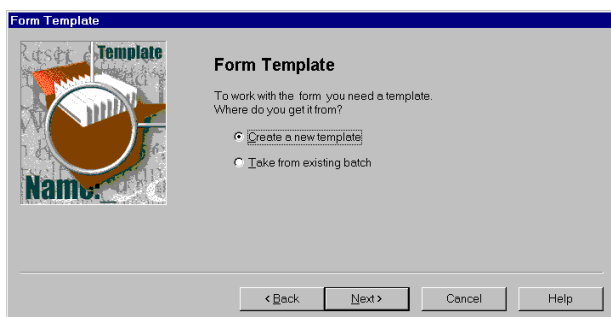 Form Template
Template
Name:
Form Template
To work with the form you need a template.
Where do you get it from?
Create a new template
Take from existing batch
< Back
Next >
Cancel
Help